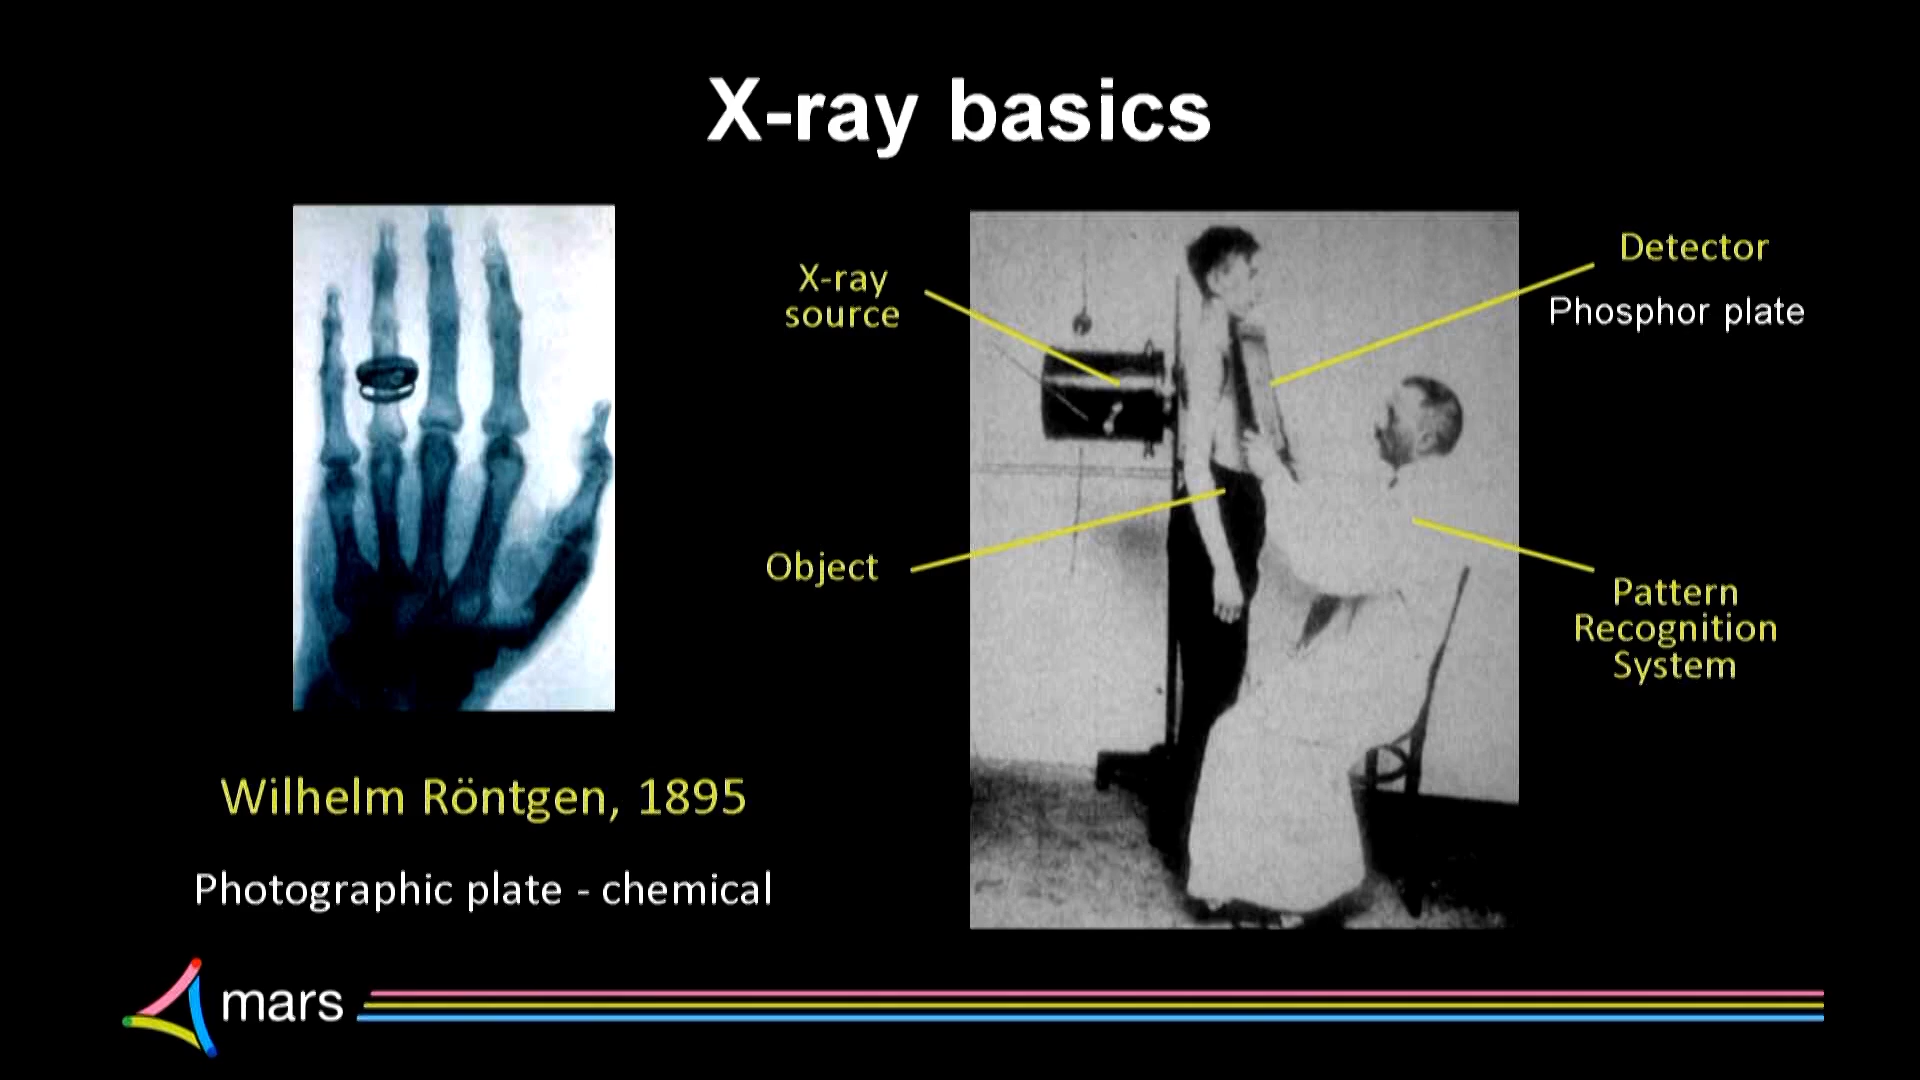 X-ray basics
X-ray
source
Detector
Phosphor plate
Object
Pattern
Recognition
System
Wilhelm Röntgen, 1895
Photographic plate - chemical
mars